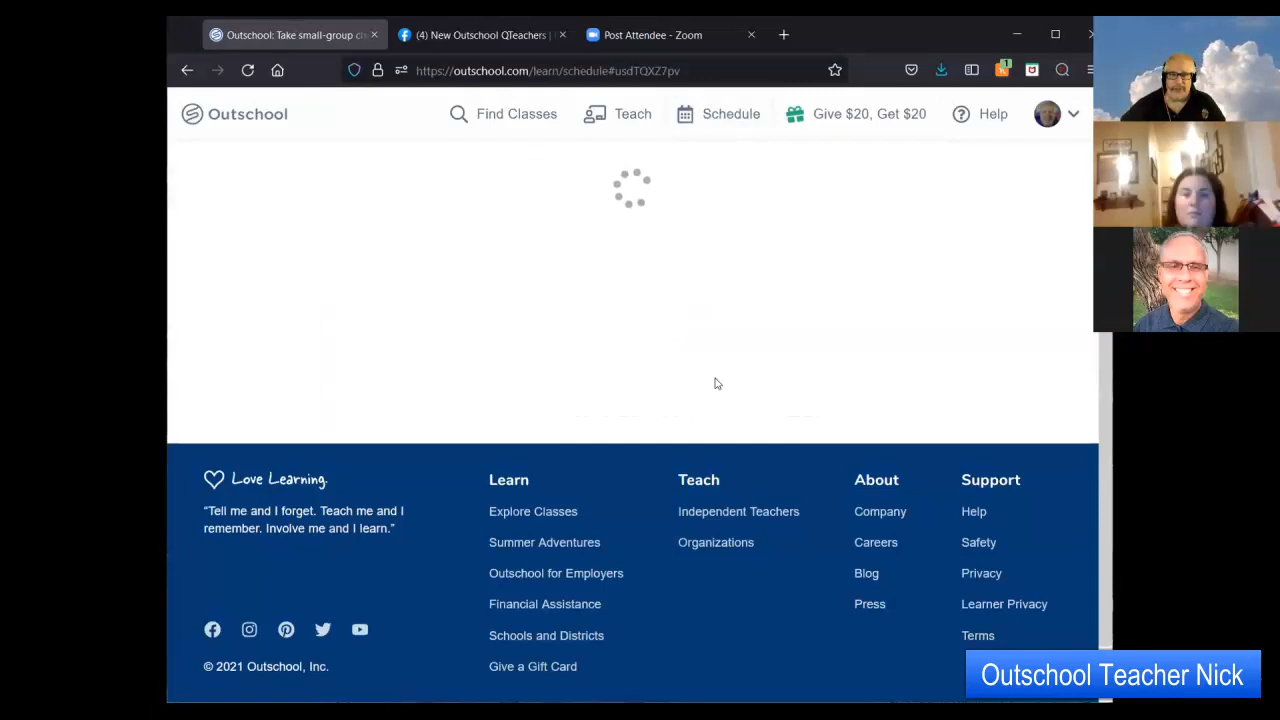 Outschool: Take small-group cl
(4) New Outschool QTeachers |
Post Attendee - Zoom
https://outschool.com/learn/schedule#usdTQXZ7pv
1
Outschool
Find Classes
Teach
Schedule
Give $20, Get $20
Help
Love Learning.
“Tell me and I forget. Teach me and I
remember. Involve me and I learn.”
© 2021 Outschool, Inc.
Learn
Explore Classes
Summer Adventures
Outschool for Employers
Financial Assistance
Schools and Districts
Give a Gift Card
Teach
Independent Teachers
Organizations
About
Company
Careers
Blog
Press
Support
Help
Safety
Privacy
Learner Privacy
Terms
Outschool Teacher Nick